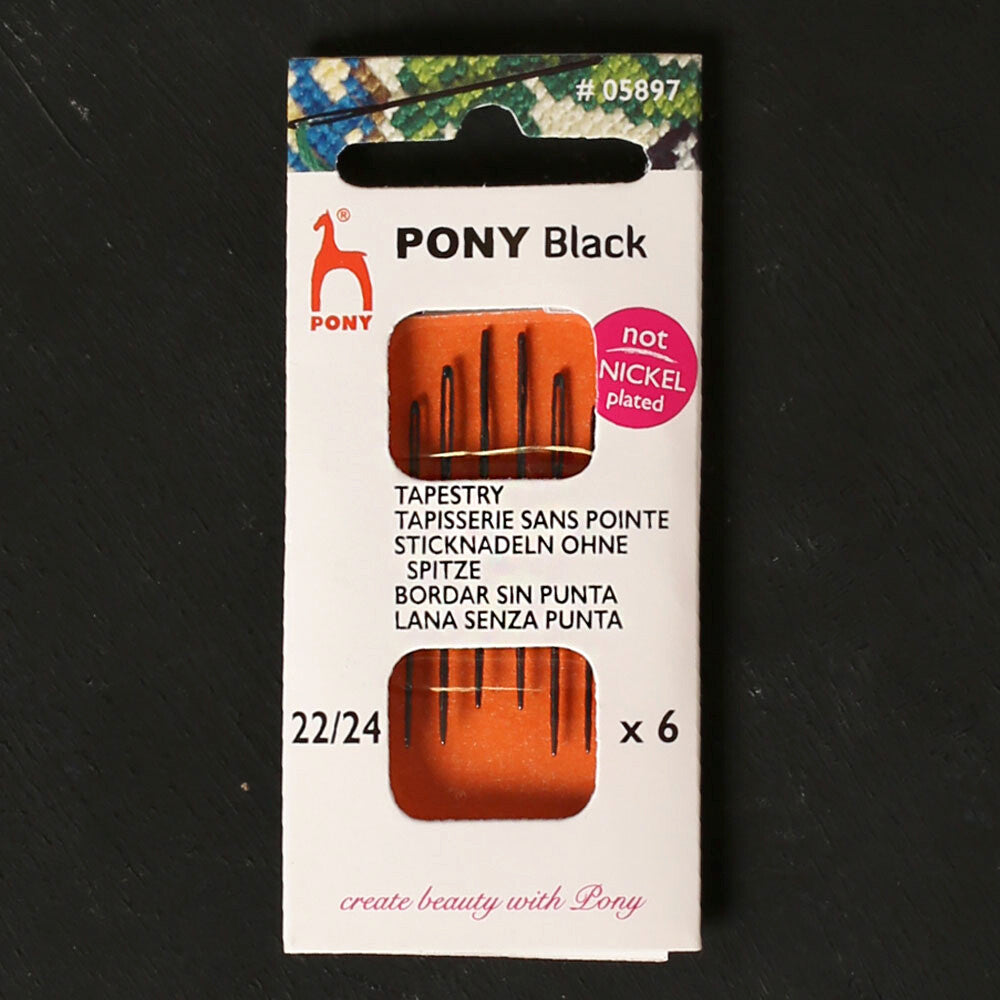 # 05897
®
PONY
PONY Black
not
NICKEL
plated
TAPESTRY
TAPISSERIE SANS POINTE
STICKNADELN OHNE
SPITZE
BORDAR SIN PUNTA
LANA SENZA PUNTA
22/24
x 6
create beauty with Pony